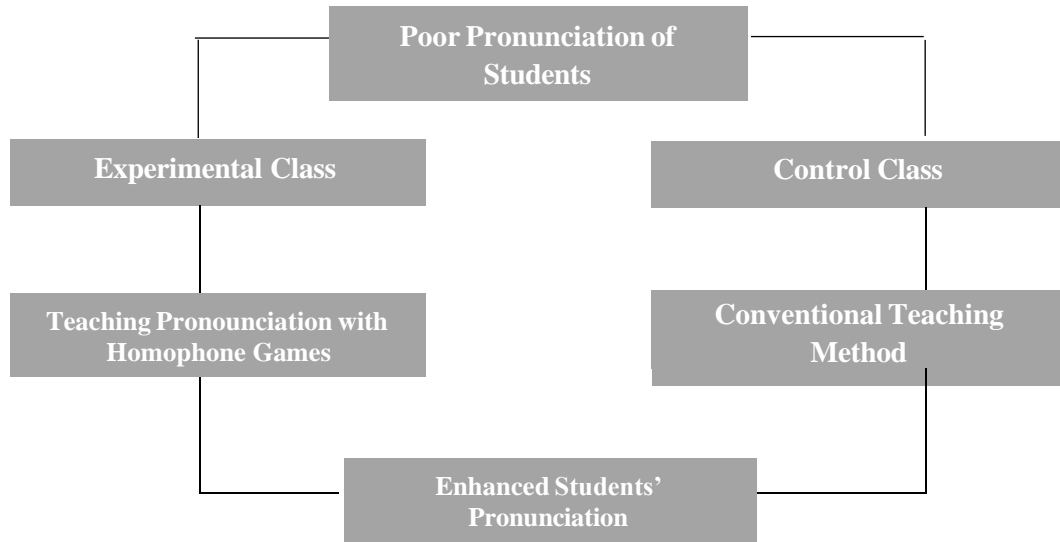 Poor Pronunciation of
Students
Experimental Class
Control Class
Teaching Pronounciation with
Homophone Games
Conventional Teaching
Method
Enhanced Students’
Pronunciation